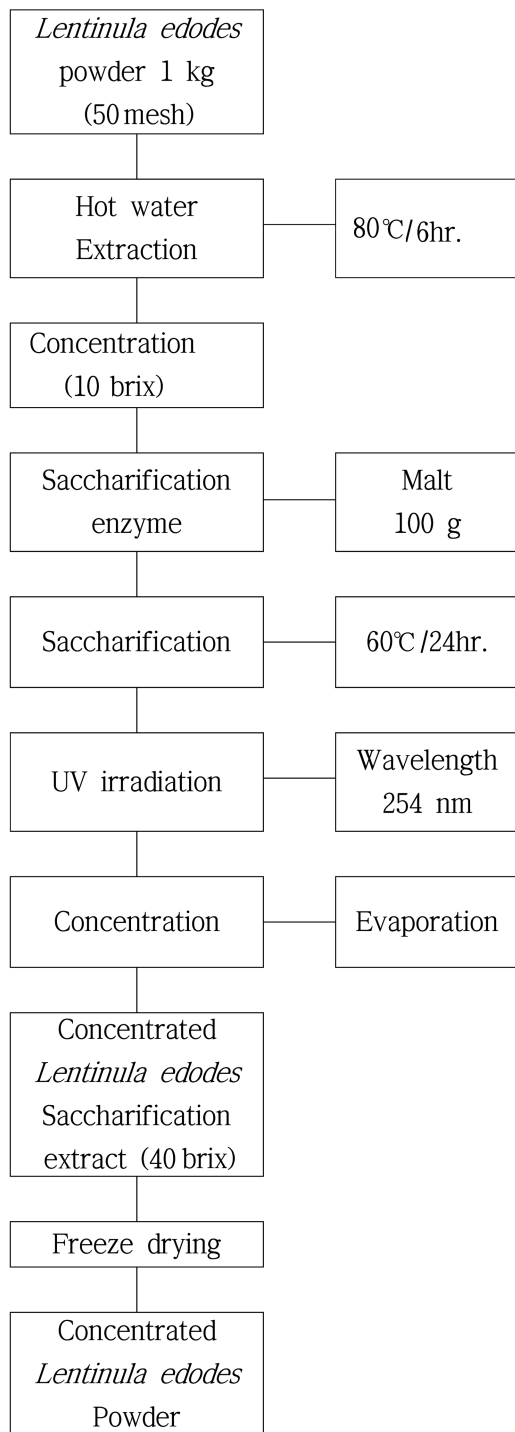 Lentinula edodes
powder 1 kg
(50 mesh)
Hot water
Extraction
80℃/6hr.
Concentration
(10 brix)
Saccharification
enzyme
Malt
100 g
Saccharification
60℃/24hr.
UV irradiation
Wavelength
254 nm
Concentration
Evaporation
Concentrated
Lentinula edodes
Saccharification
extract (40 brix)
Freeze drying
Concentrated
Lentinula edodes
Powder